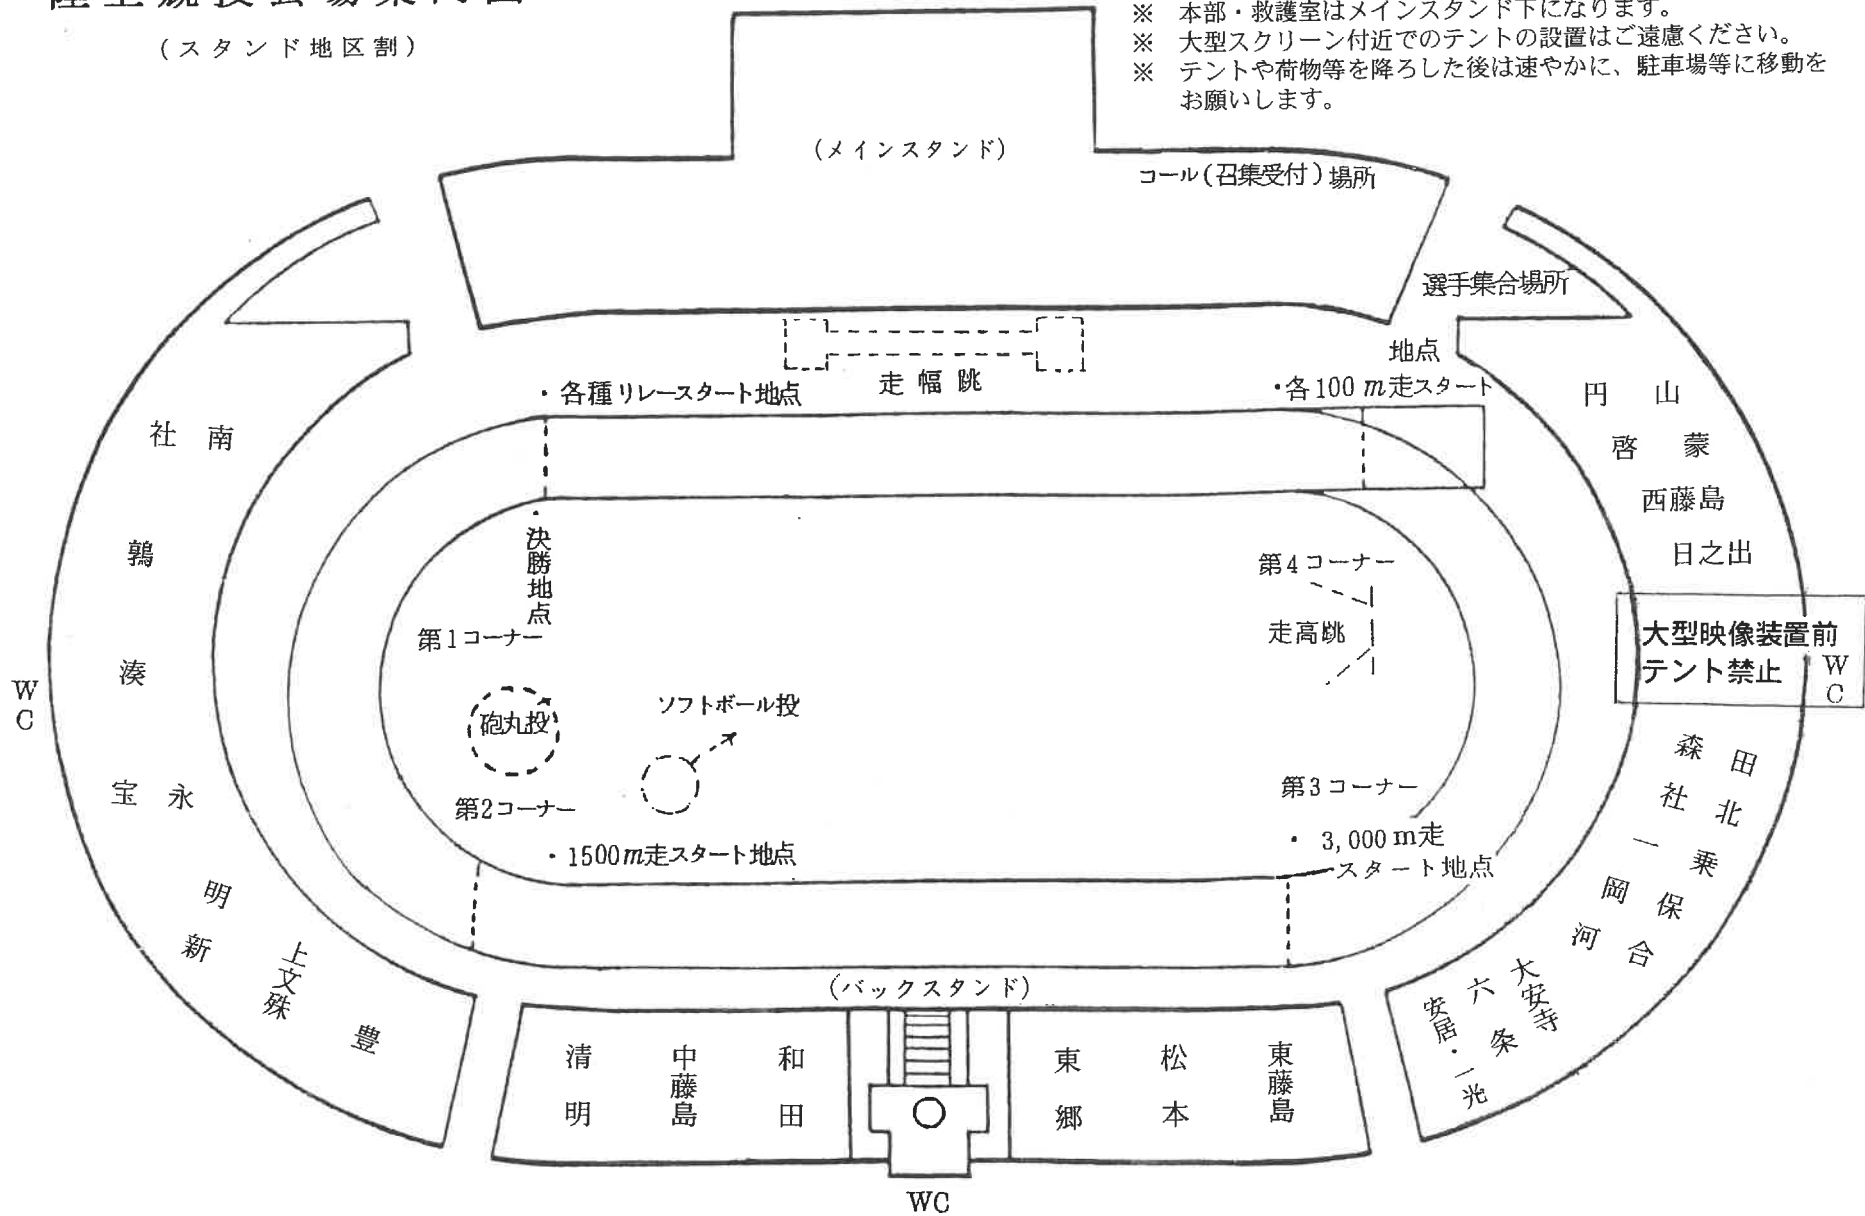 陸上競技会場案内図
(スタンド地区割)
※ 本部・救護室はメインスタンド下になります。
※ 大型スクリーン付近でのテントの設置はご遠慮ください。
※ テントや荷物等を降ろした後は速やかに、駐車場等に移動を
お願いします。
(メインスタンド)
コール(召集受付)場所
選手集合場所
走幅跳
・各種リレースタート地点
地点
・各100m走スタート
社南
鶉
湊
宝永
明新
上文殊
豊
WC
・決勝地点
第1コーナー
第4コーナー
走高跳
砲丸投
ソフトボール投
第2コーナー
第3コーナー
・1500m走スタート地点
・3,000m走
スタート地点
円山
啓蒙
西藤島
日之出
大型映像装置前
テント禁止
WC
森田
社北
一乗
岡保
河合
大安寺
六条
安居・一光
(バックスタンド)
清明
中藤島
和田
東郷
松本
東藤島
WC